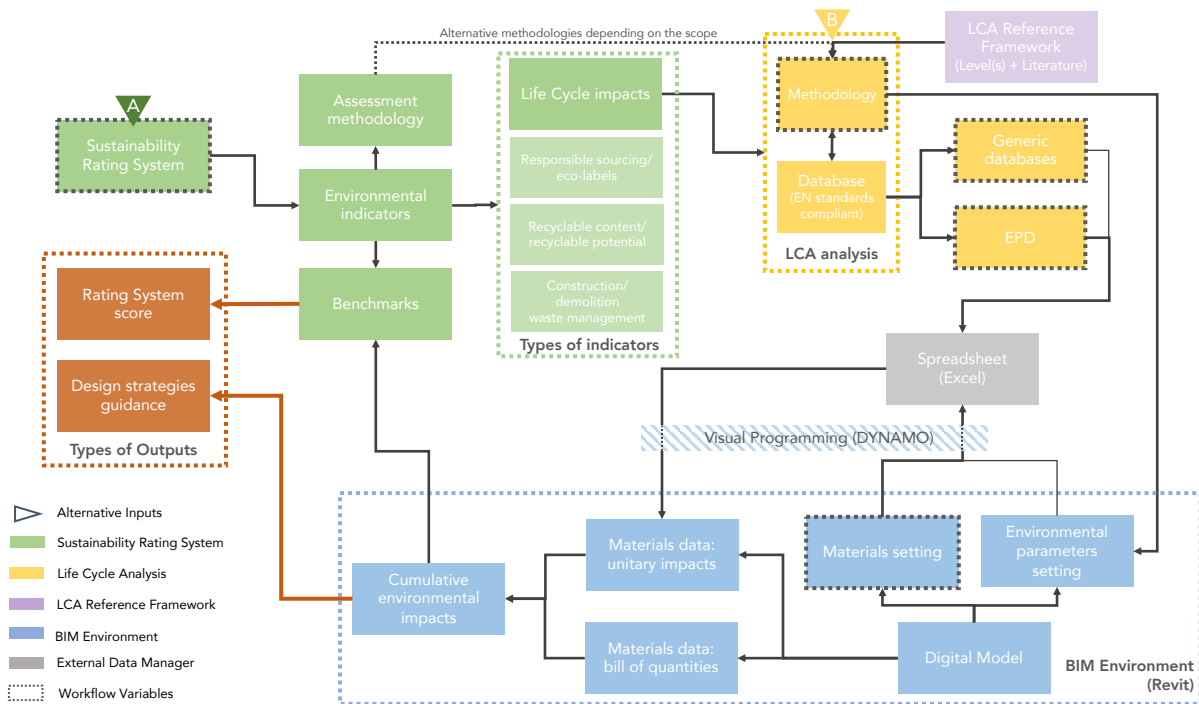 B
Alternative methodologies depending on the scope
LCA Reference
Framework
(Level(s) + Literature)
A
Sustainability
Rating System
Assessment
methodology
Environmental
indicators
Benchmarks
Life Cycle impacts
Responsible sourcing/
eco-labels
Recyclable content/
recyclable potential
Construction/
demolition
waste management
Types of indicators
Methodology
Database
(EN standards
compliant)
LCA analysis
Generic
databases
EPD
Rating System
score
Design strategies
guidance
Types of Outputs
Spreadsheet
(Excel)
Visual Programming (DYNAMO)
Materials data:
unitary impacts
Materials setting
Environmental
parameters
setting
Cumulative
environmental
impacts
Materials data:
bill of quantities
Digital Model
BIM Environment
(Revit)
Alternative Inputs
Sustainability Rating System
Life Cycle Analysis
LCA Reference Framework
BIM Environment
External Data Manager
Workflow Variables